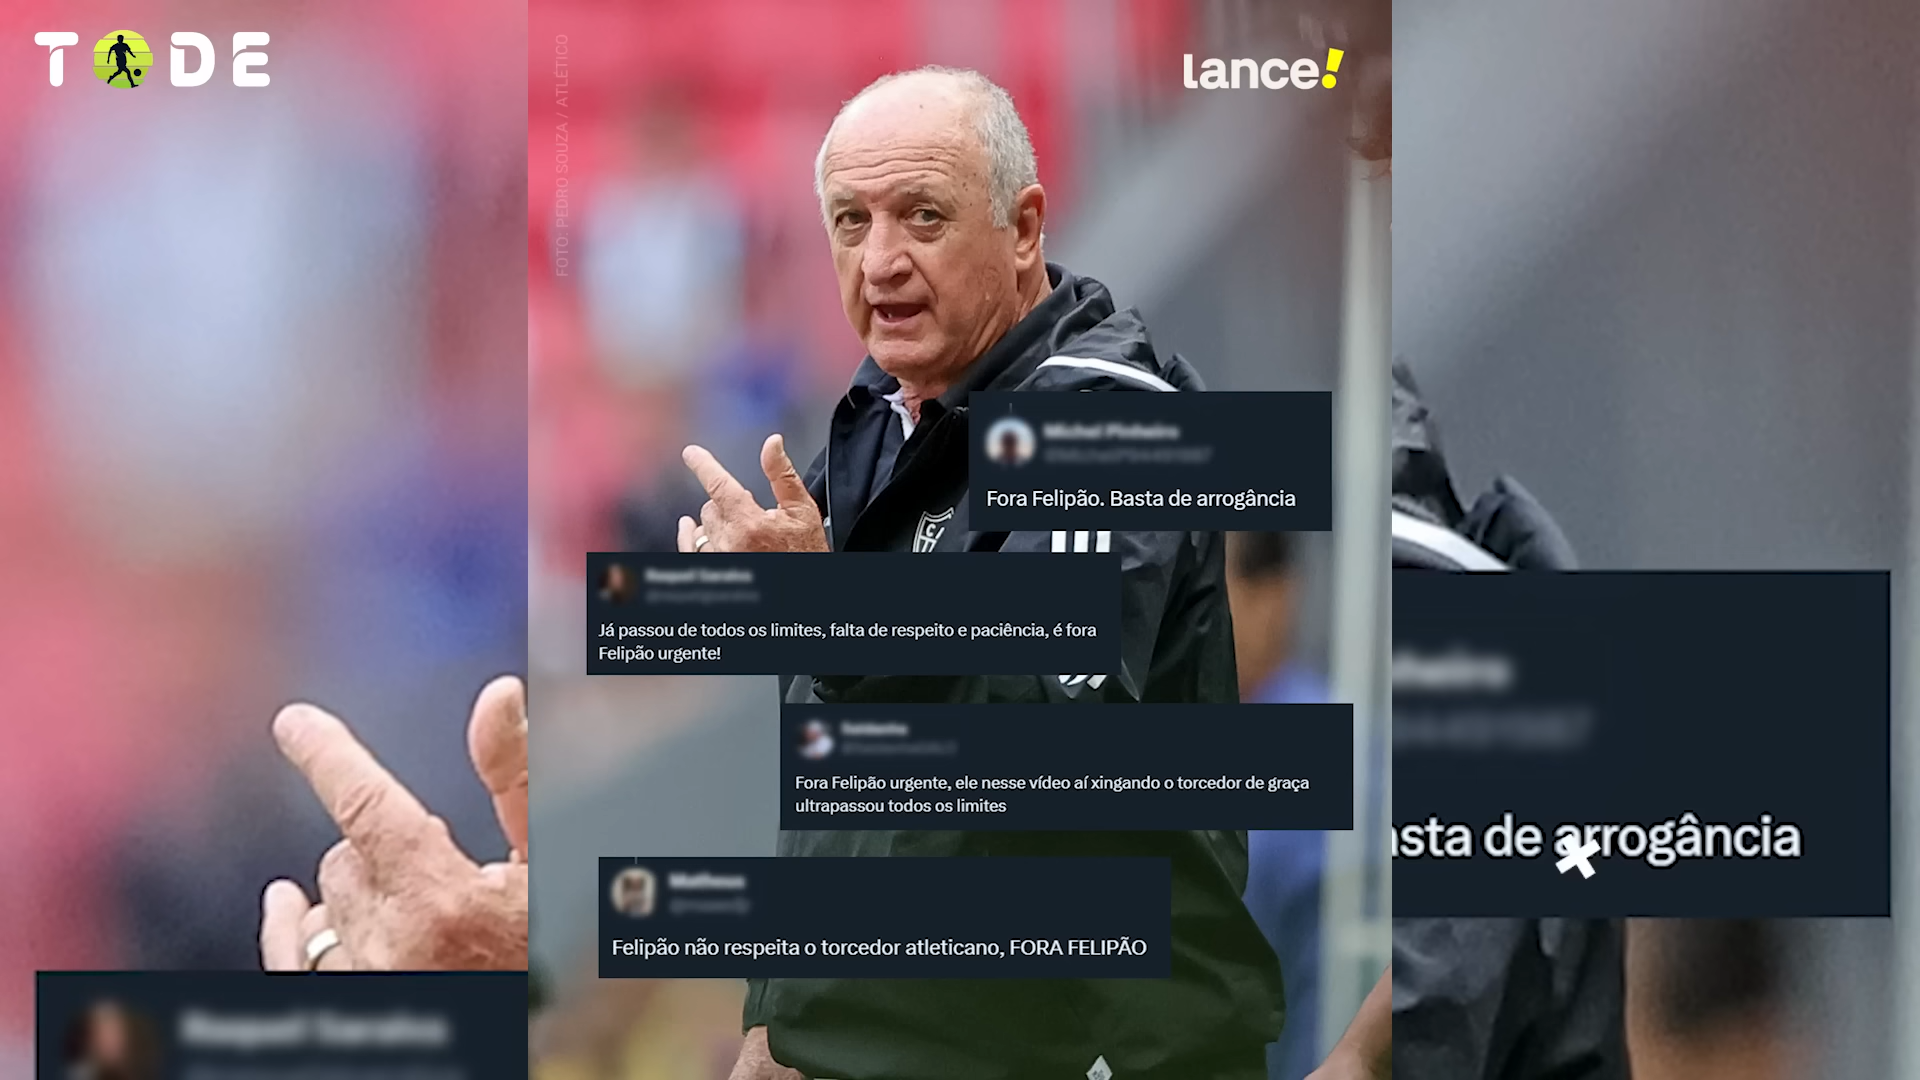 TODE
lance!
FOTO: PEDRO SOUZA / ATLÉTICO
Fora Felipão. Basta de arrogância
Já passou de todos os limites, falta de respeito e paciência, é fora
Felipão urgente!
Fora Felipão urgente, ele nesse vídeo aí xingando o torcedor de graça
ultrapassou todos os limites
Felipão não respeita o torcedor atleticano, FORA FELIPÃO
asta de arrogância